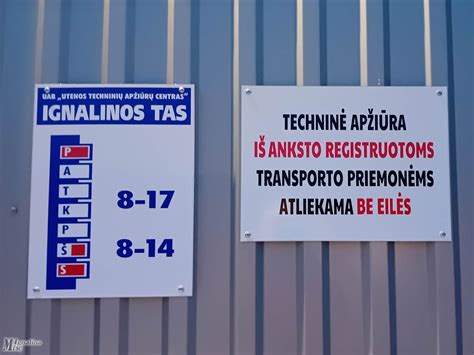 UAB „UTENOS TECHNINIŲ APŽIŪRŲ CENTRAS"
IGNALINOS TAS
P
A
T
K
P
Š
S
8-17
8-14
TECHNINĖ APŽIŪRA
IŠ ANKSTO REGISTRUOTOMS
TRANSPORTO PRIEMONĖMS
ATLIEKAMA BE EILĖS